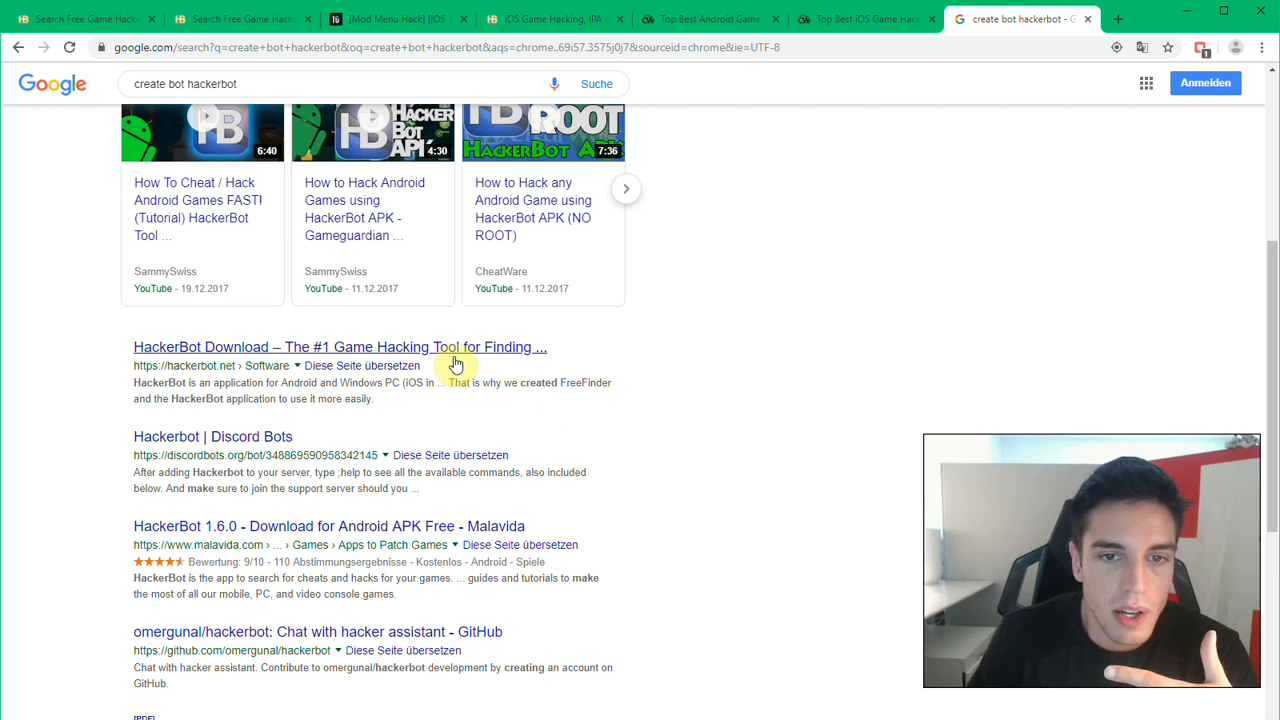 Search Free Game Hacks
Search Free Game Hacks
[Mod Menu Hack] [iOS
iOS Game Hacking, IPA
Top Best Android Game
Top Best iOS Game Hack
create bot hackerbot - G
google.com/search?q=create+bot+hackerbot&oq=create+bot+hackerbot&aqs=chrome..69i57.3575j0j7&sourceid=chrome&ie=UTF-8
1
Google
create bot hackerbot
Suche
Anmelden
HB
6:40
HACKER
BOT
API
4:30
ROOT
HACKERBOT APK
7:36
How To Cheat / Hack
Android Games FAST!
(Tutorial) HackerBot
Tool ...
SammySwiss
YouTube - 19.12.2017
How to Hack Android
Games using
HackerBot APK -
Gameguardian ...
SammySwiss
YouTube - 11.12.2017
How to Hack any
Android Game using
HackerBot APK (NO
ROOT)
CheatWare
YouTube - 11.12.2017
HackerBot Download – The #1 Game Hacking Tool for Finding ...
https://hackerbot.net › Software ▼ Diese Seite übersetzen
HackerBot is an application for Android and Windows PC (iOS in ... That is why we created FreeFinder
and the HackerBot application to use it more easily.
Hackerbot | Discord Bots
https://discordbots.org/bot/348869590958342145 ▼ Diese Seite übersetzen
After adding Hackerbot to your server, type ;help to see all the available commands, also included
below. And make sure to join the support server should you ...
HackerBot 1.6.0 - Download for Android APK Free - Malavida
https://www.malavida.com › ... › Games › Apps to Patch Games ▼ Diese Seite übersetzen
Bewertung: 9/10 - 110 Abstimmungsergebnisse - Kostenlos - Android - Spiele
HackerBot is the app to search for cheats and hacks for your games. ... guides and tutorials to make
the most of all our mobile, PC, and video console games.
omergunal/hackerbot: Chat with hacker assistant - GitHub
https://github.com/omergunal/hackerbot ▼ Diese Seite übersetzen
Chat with hacker assistant. Contribute to omergunal/hackerbot development by creating an account on
GitHub.
[PDF]